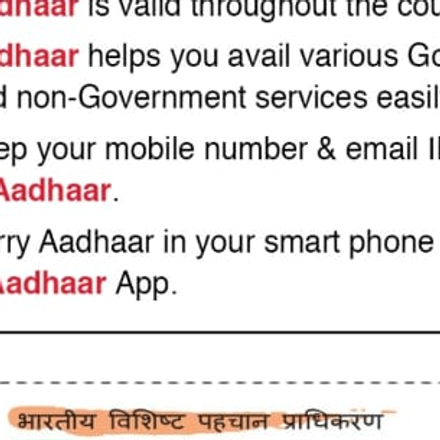 dhaar is valid throughout the cou
dhaar helps you avail various Go
d non-Government services easil
ep your mobile number & email I
Aadhaar.
rry Aadhaar in your smart phone
Aadhaar App.
भारतीय विशिष्ट पहचान प्राधिकरण